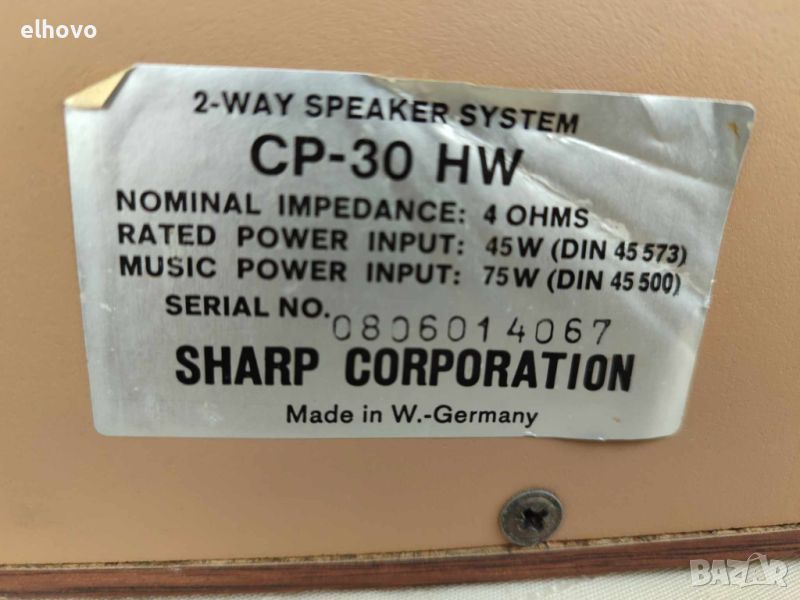 elhovo
2-WAY SPEAKER SYSTEM
CP-30 HW
NOMINAL IMPEDANCE: 4 OHMS
RATED POWER INPUT: 45W (DIN 45 573)
MUSIC POWER INPUT: 75W (DIN 45 500)
SERIAL NO. 0806014067
SHARP CORPORATION
Made in W.-Germany
BAZAR.bg